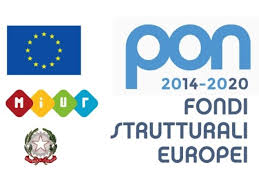 pon
2014-2020
MIUR
FONDI
STRUTTURALI
EUROPEI